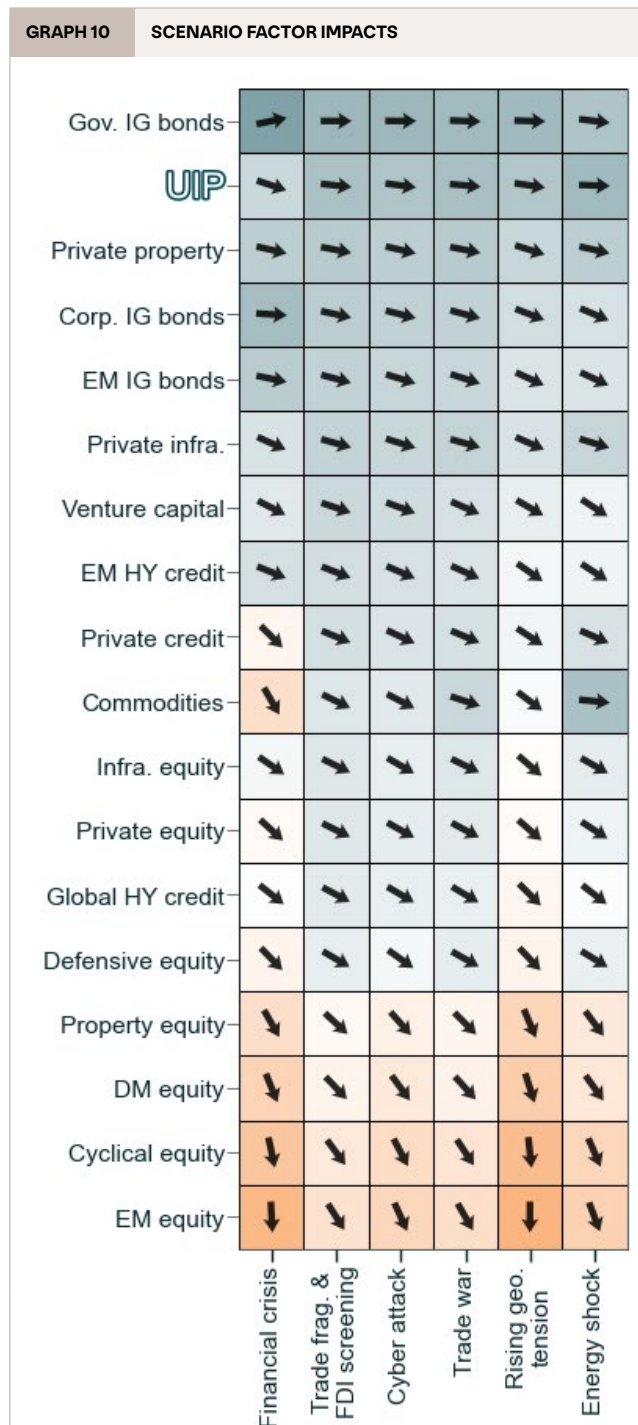 GRAPH 10 SCENARIO FACTOR IMPACTS
Gov. IG bonds
UIP
Private property
Corp. IG bonds
EM IG bonds
Private infra.
Venture capital
EM HY credit
Private credit
Commodities
Infra. equity
Private equity
Global HY credit
Defensive equity
Property equity
DM equity
Cyclical equity
EM equity
Financial crisis
Trade frag. &
FDI screening
Cyber attack
Trade war
Rising geo.
tension
Energy shock